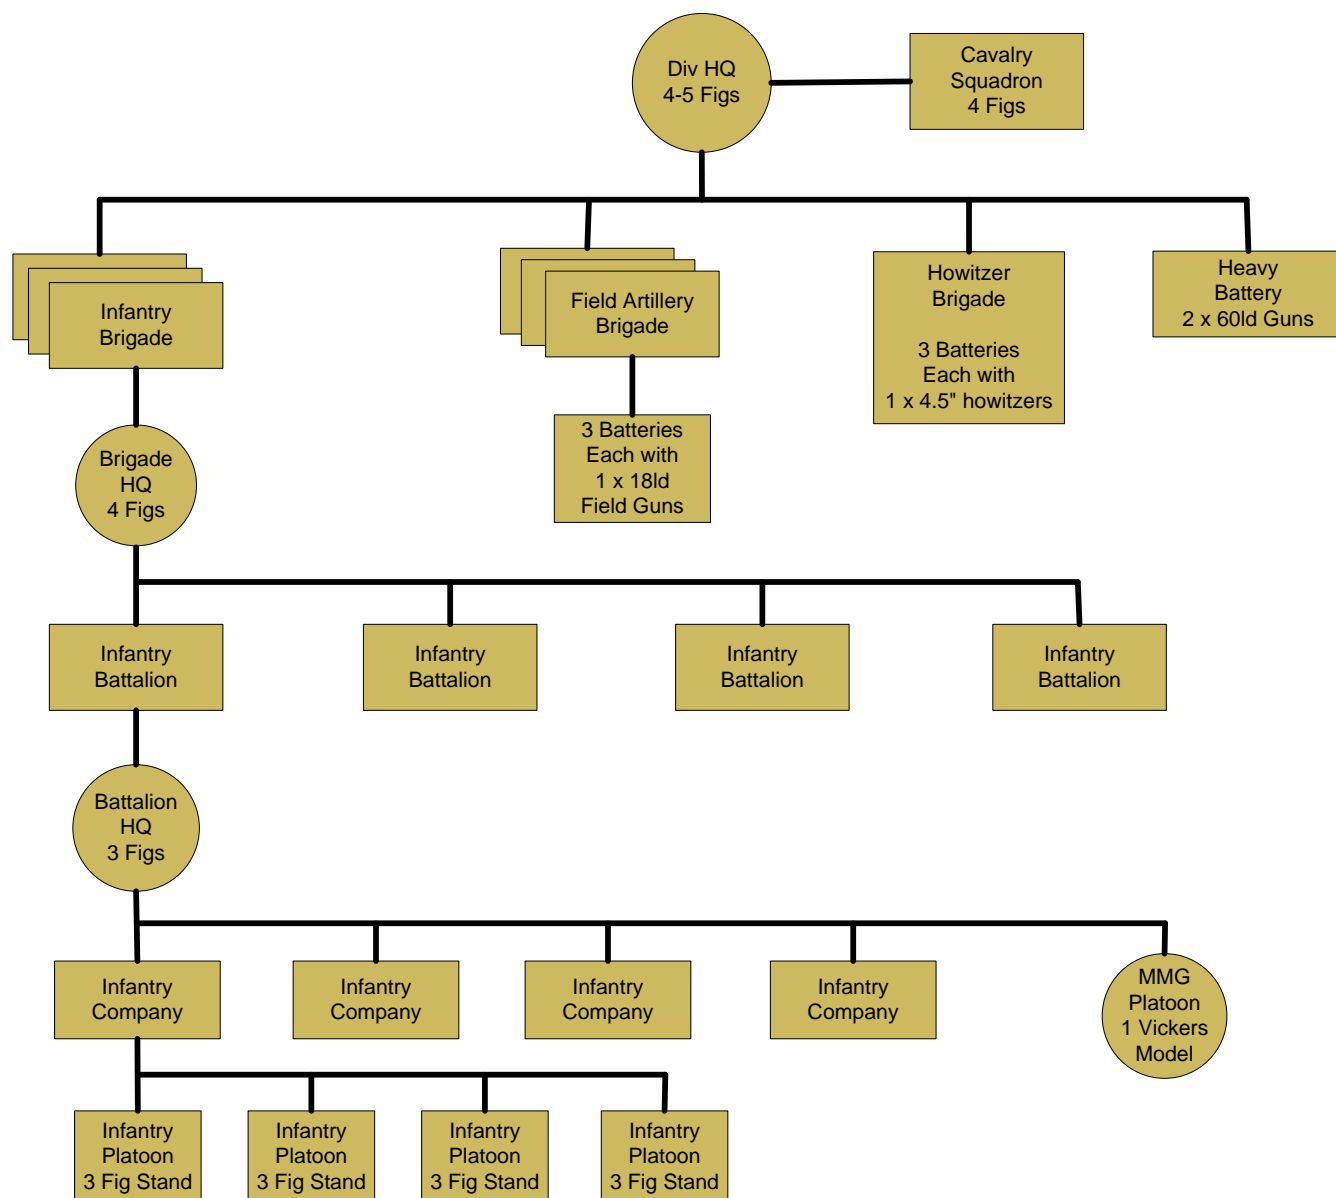 Div HQ
4-5 Figs
Cavalry
Squadron
4 Figs
Infantry
Brigade
Field Artillery
Brigade
Howitzer
Brigade
3 Batteries
Each with
1 x 4.5" howitzers
Heavy
Battery
2 x 60ld Guns
3 Batteries
Each with
1 x 18ld
Field Guns
Brigade
HQ
4 Figs
Infantry
Battalion
Infantry
Battalion
Infantry
Battalion
Infantry
Battalion
Battalion
HQ
3 Figs
Infantry
Company
Infantry
Company
Infantry
Company
Infantry
Company
MMG
Platoon
1 Vickers
Model
Infantry
Platoon
3 Fig Stand
Infantry
Platoon
3 Fig Stand
Infantry
Platoon
3 Fig Stand
Infantry
Platoon
3 Fig Stand